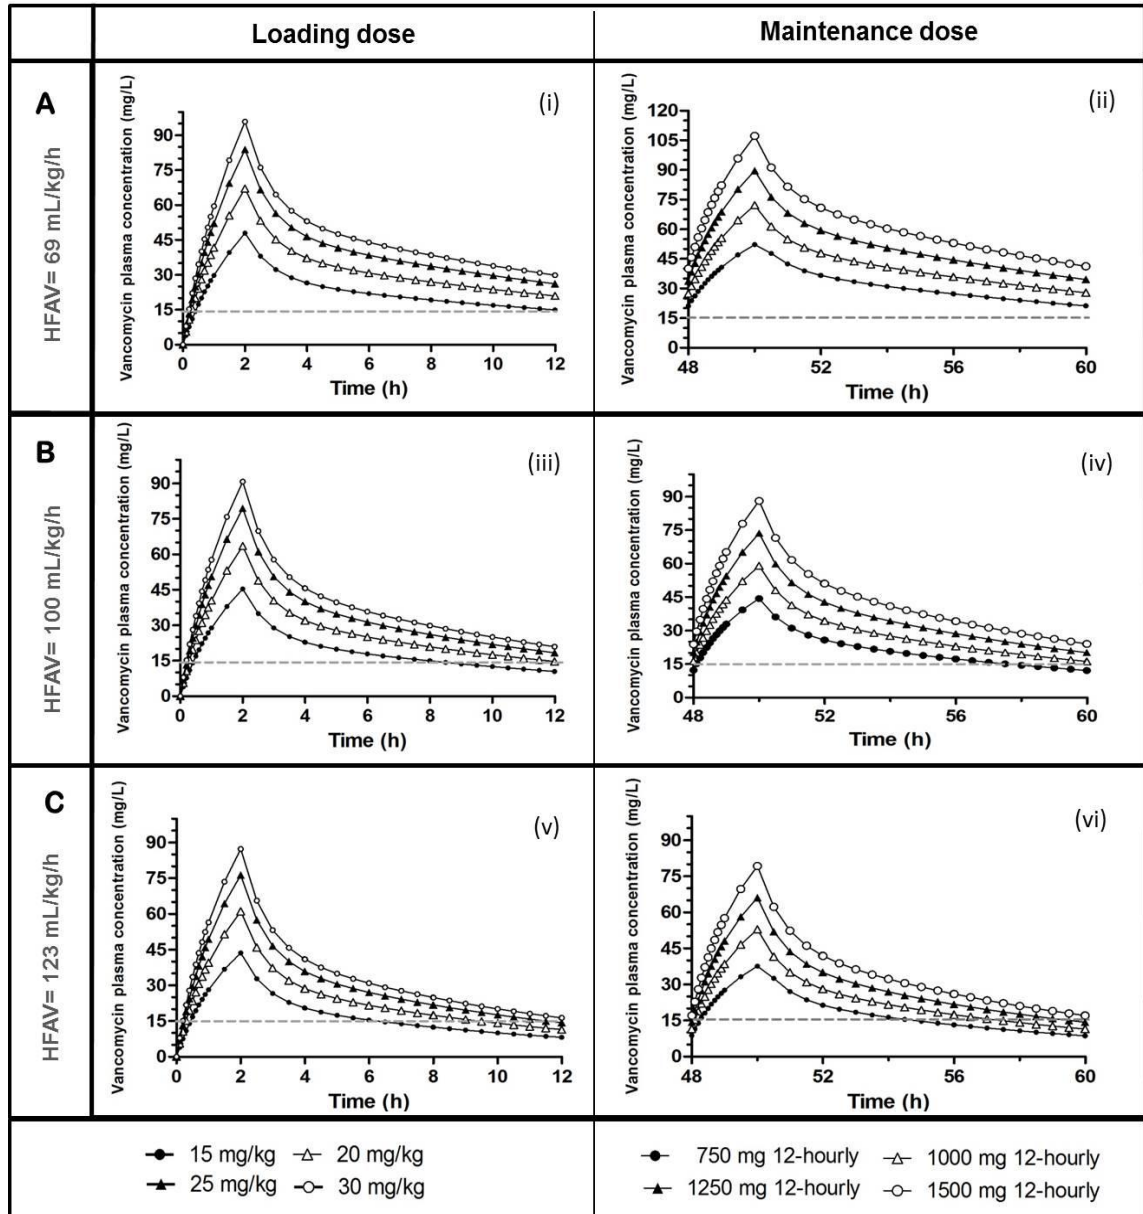 Loading dose
Maintenance dose
A
HFAV= 69 mL/kg/h
Vancomycin plasma concentration (mg/L)
(i)
90
75
60
45
30
15
0
0 2 4 6 8 10 12
Time (h)
Vancomycin plasma concentration (mg/L)
(ii)
120
105
90
75
60
45
30
15
0
48 52 56 60
Time (h)
B
HFAV= 100 mL/kg/h
Vancomycin plasma concentration (mg/L)
(iii)
90
75
60
45
30
15
0
0 2 4 6 8 10 12
Time (h)
Vancomycin plasma concentration (mg/L)
(iv)
90
75
60
45
30
15
0
48 52 56 60
Time (h)
C
HFAV= 123 mL/kg/h
Vancomycin plasma concentration (mg/L)
(v)
90
75
60
45
30
15
0
0 2 4 6 8 10 12
Time (h)
Vancomycin plasma concentration (mg/L)
(vi)
90
75
60
45
30
15
0
48 52 56 60
Time (h)
15 mg/kg 20 mg/kg
25 mg/kg 30 mg/kg
750 mg 12-hourly 1000 mg 12-hourly
1250 mg 12-hourly 1500 mg 12-hourly